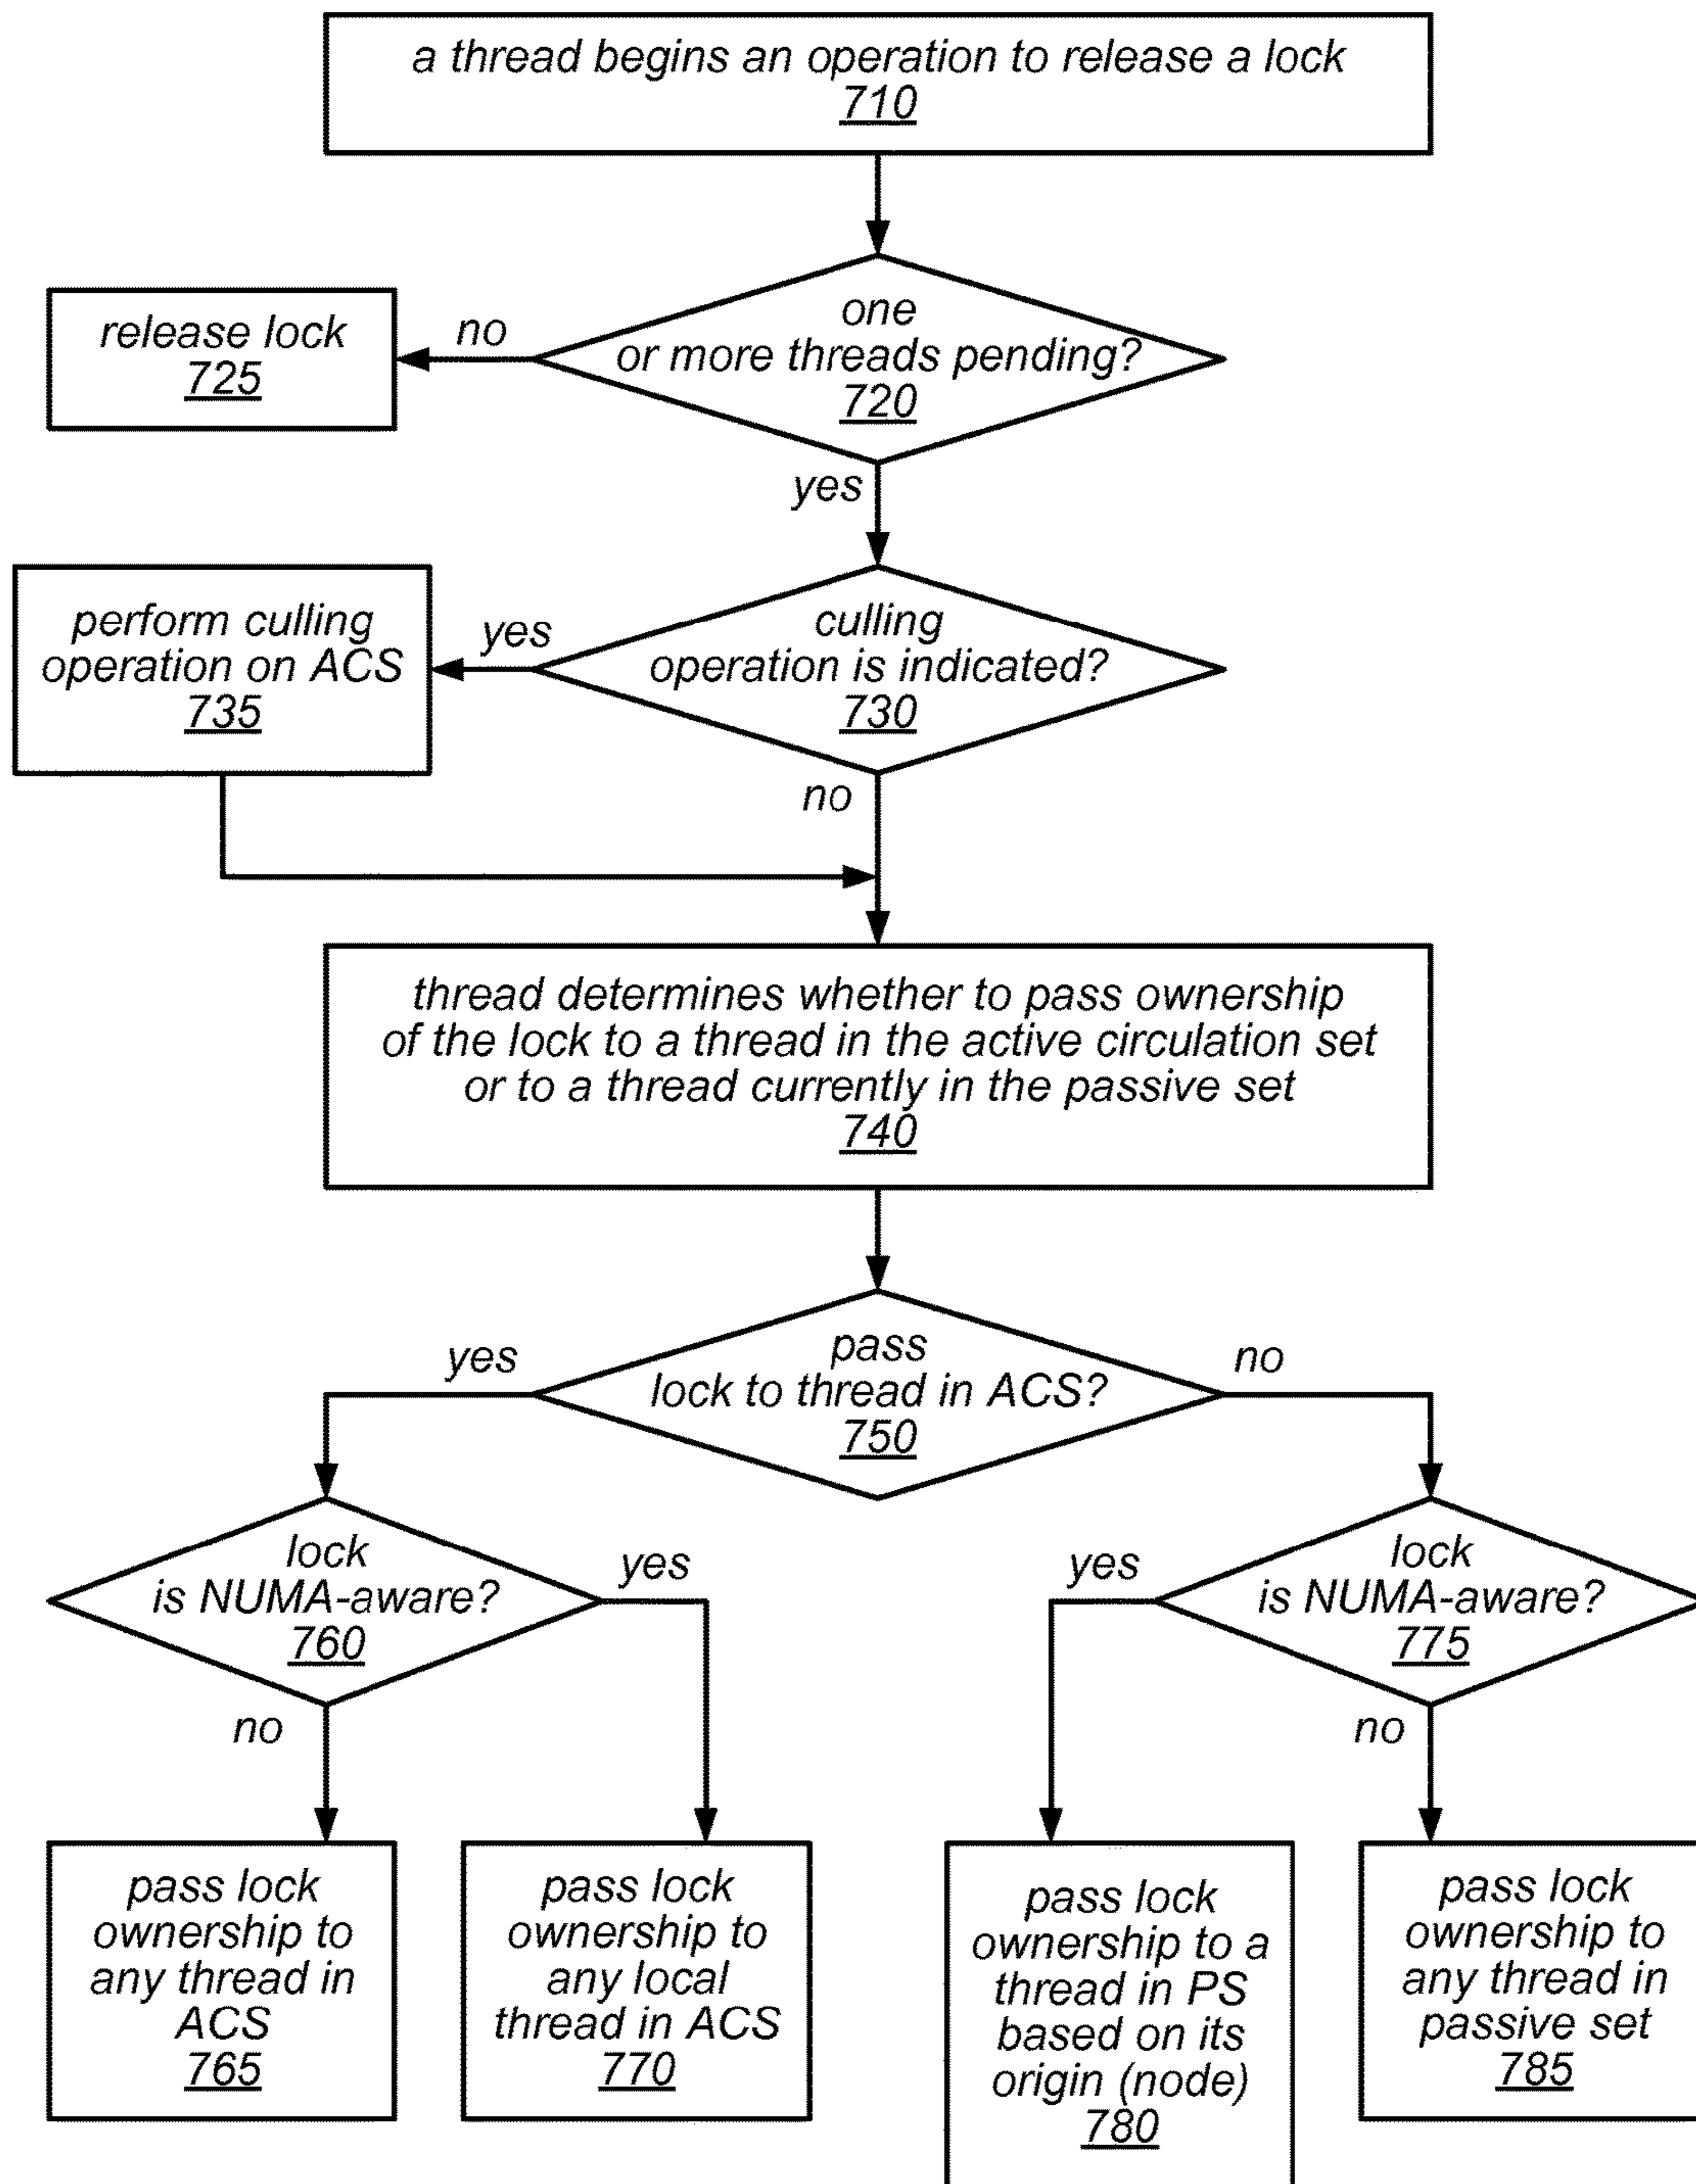 a thread begins an operation to release a lock
710
one
or more threads pending?
720
no
release lock
725
yes
culling
operation is indicated?
730
yes
perform culling
operation on ACS
735
no
thread determines whether to pass ownership
of the lock to a thread in the active circulation set
or to a thread currently in the passive set
740
pass
lock to thread in ACS?
750
yes
no
lock
is NUMA-aware?
760
yes
no
lock
is NUMA-aware?
775
yes
no
pass lock
ownership to
any thread in
ACS
765
pass lock
ownership to
any local
thread in ACS
770
pass lock
ownership to a
thread in PS
based on its
origin (node)
780
pass lock
ownership to
any thread in
passive set
785